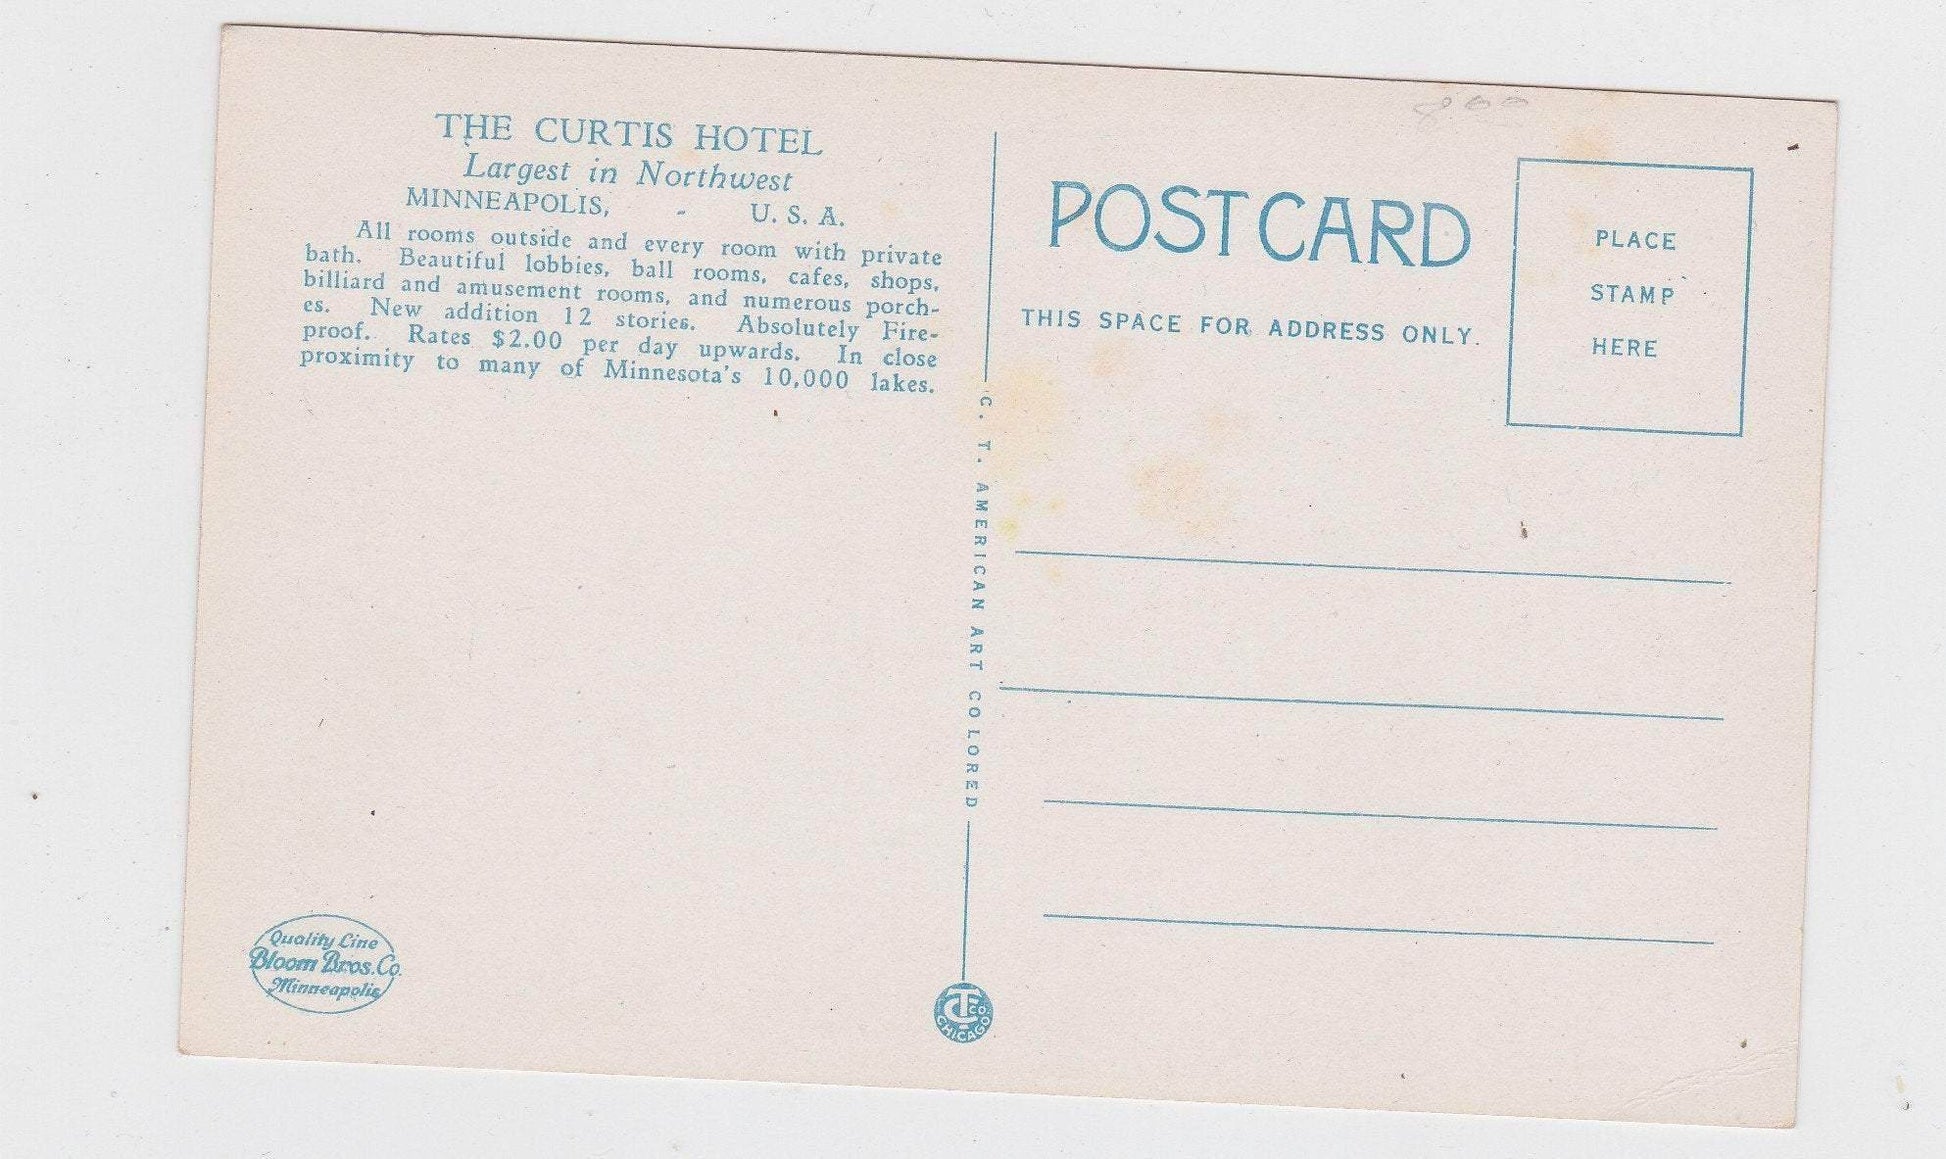 THE CURTIS HOTEL
Largest in Northwest
MINNEAPOLIS, - U. S. A.
All rooms outside and every room with private
bath. Beautiful lobbies, ball rooms, cafes, shops,
billiard and amusement rooms, and numerous porch-
es. New addition 12 stories. Absolutely Fire-
proof. Rates $2.00 per day upwards. In close
proximity to many of Minnesota's 10,000 lakes.
Quality Line
Bloom Bros. Co.
Minneapolis
C. T. AMERICAN ART COLORED
CT CO.
CHICAGO
POST CARD
THIS SPACE FOR ADDRESS ONLY.
PLACE
STAMP
HERE